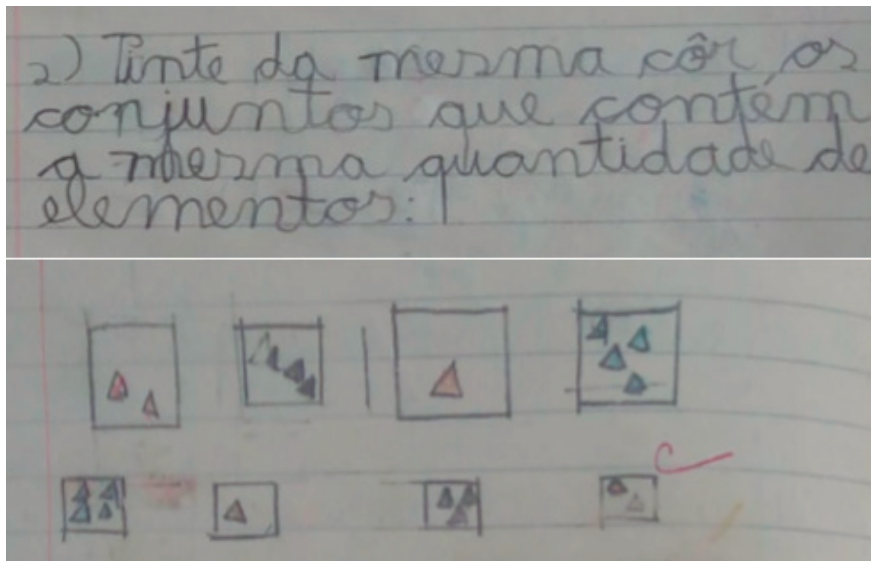 2) Tinte da mesma côr, os
conjuntos que contém
a mesma quantidade de
elementos: